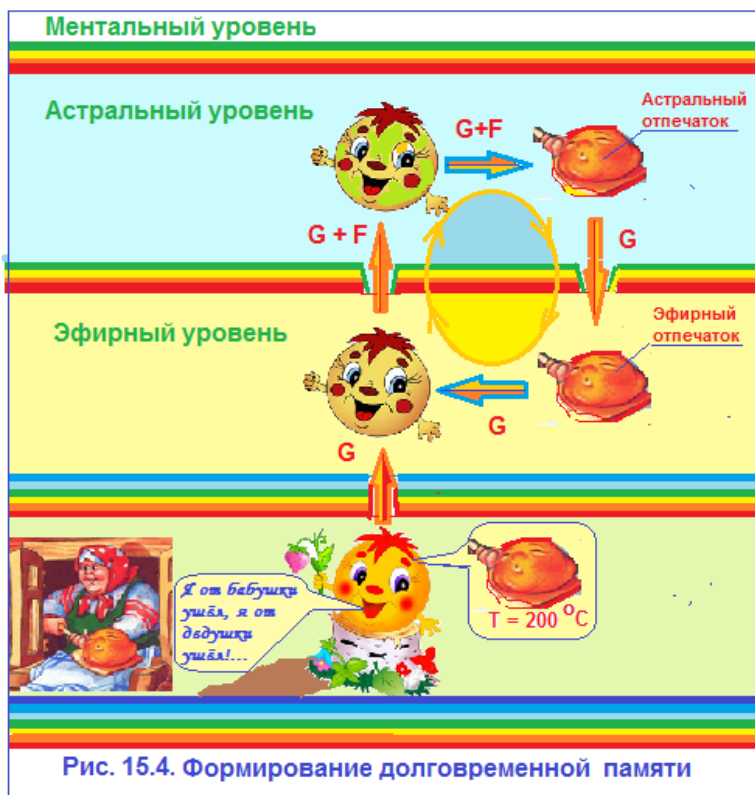 Ментальный уровень
Астральный уровень
G+F
Астральный
отпечаток
G + F
G
Эфирный уровень
Эфирный
отпечаток
G
G
Я от бабушки
ушёл, я от
дедушки
ушёл!...
T = 200 °C
Рис. 15.4. Формирование долговременной памяти